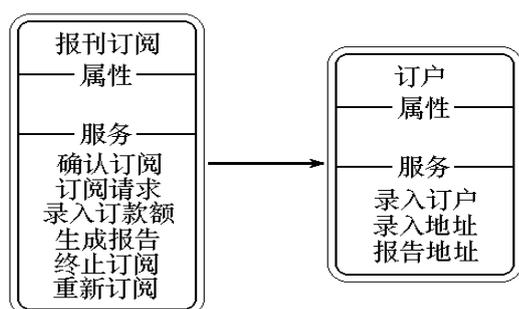 报刊订阅
属性
服务
确认订阅
订阅请求
录入订款额
生成报告
终止订阅
重新订阅
订户
属性
服务
录入订户
录入地址
报告地址